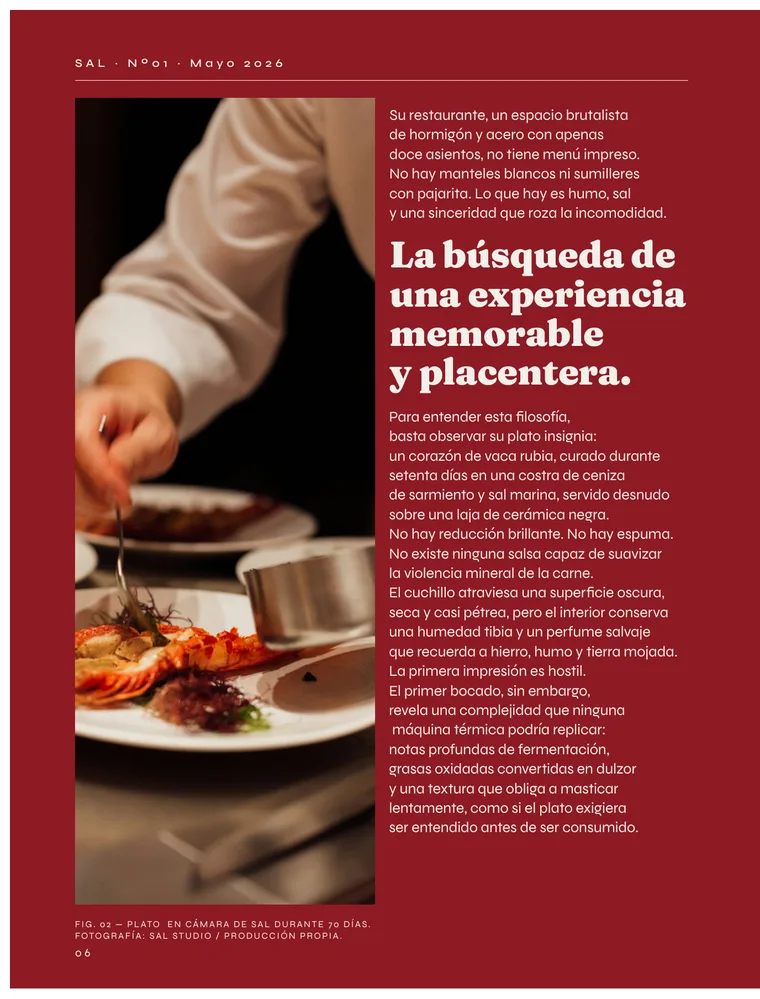 SAL · Nº01 · Mayo 2026
Su restaurante, un espacio brutalista
de hormigón y acero con apenas
doce asientos, no tiene menú impreso.
No hay manteles blancos ni sumilleres
con pajarita. Lo que hay es humo, sal
y una sinceridad que roza la incomodidad.
La búsqueda de
una experiencia
memorable
y placentera.
Para entender esta filosofía,
basta observar su plato insignia:
un corazón de vaca rubia, curado durante
setenta días en una costra de ceniza
de sarmiento y sal marina, servido desnudo
sobre una laja de cerámica negra.
No hay reducción brillante. No hay espuma.
No existe ninguna salsa capaz de suavizar
la violencia mineral de la carne.
El cuchillo atraviesa una superficie oscura,
seca y casi pétrea, pero el interior conserva
una humedad tibia y un perfume salvaje
que recuerda a hierro, humo y tierra mojada.
La primera impresión es hostil.
El primer bocado, sin embargo,
revela una complejidad que ninguna
máquina térmica podría replicar:
notas profundas de fermentación,
grasas oxidadas convertidas en dulzor
y una textura que obliga a masticar
lentamente, como si el plato exigiera
ser entendido antes de ser consumido.
FIG. 02 — PLATO EN CÁMARA DE SAL DURANTE 70 DÍAS.
FOTOGRAFÍA: SAL STUDIO / PRODUCCIÓN PROPIA.
06